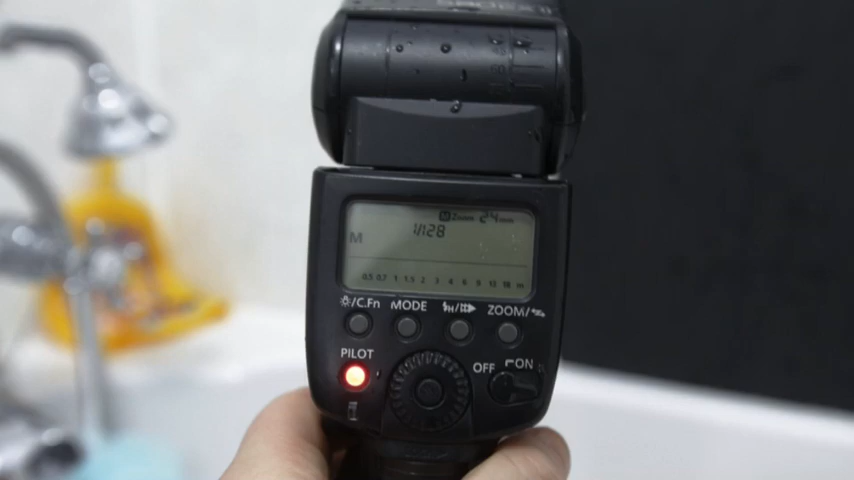 M Zoom 24mm
1/128
M
0.5 0.7 1 1.5 2 3 4 6 9 13 18 m
/C.Fn MODE H/ ZOOM/
PILOT
OFF ON